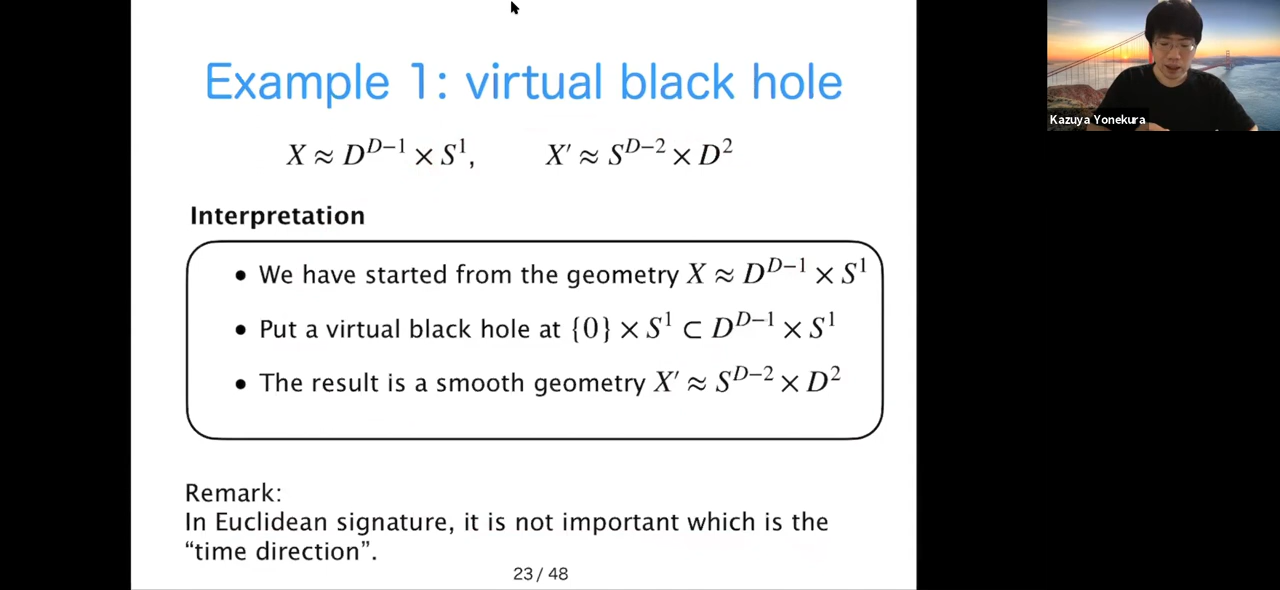 Example 1: virtual black hole
X ≈ D^{D−1} × S^1, X′ ≈ S^{D−2} × D^2
Interpretation
• We have started from the geometry X ≈ D^{D−1} × S^1
• Put a virtual black hole at {0} × S^1 ⊂ D^{D−1} × S^1
• The result is a smooth geometry X′ ≈ S^{D−2} × D^2
Remark:
In Euclidean signature, it is not important which is the
“time direction”.
23 / 48
Kazuya Yonekura